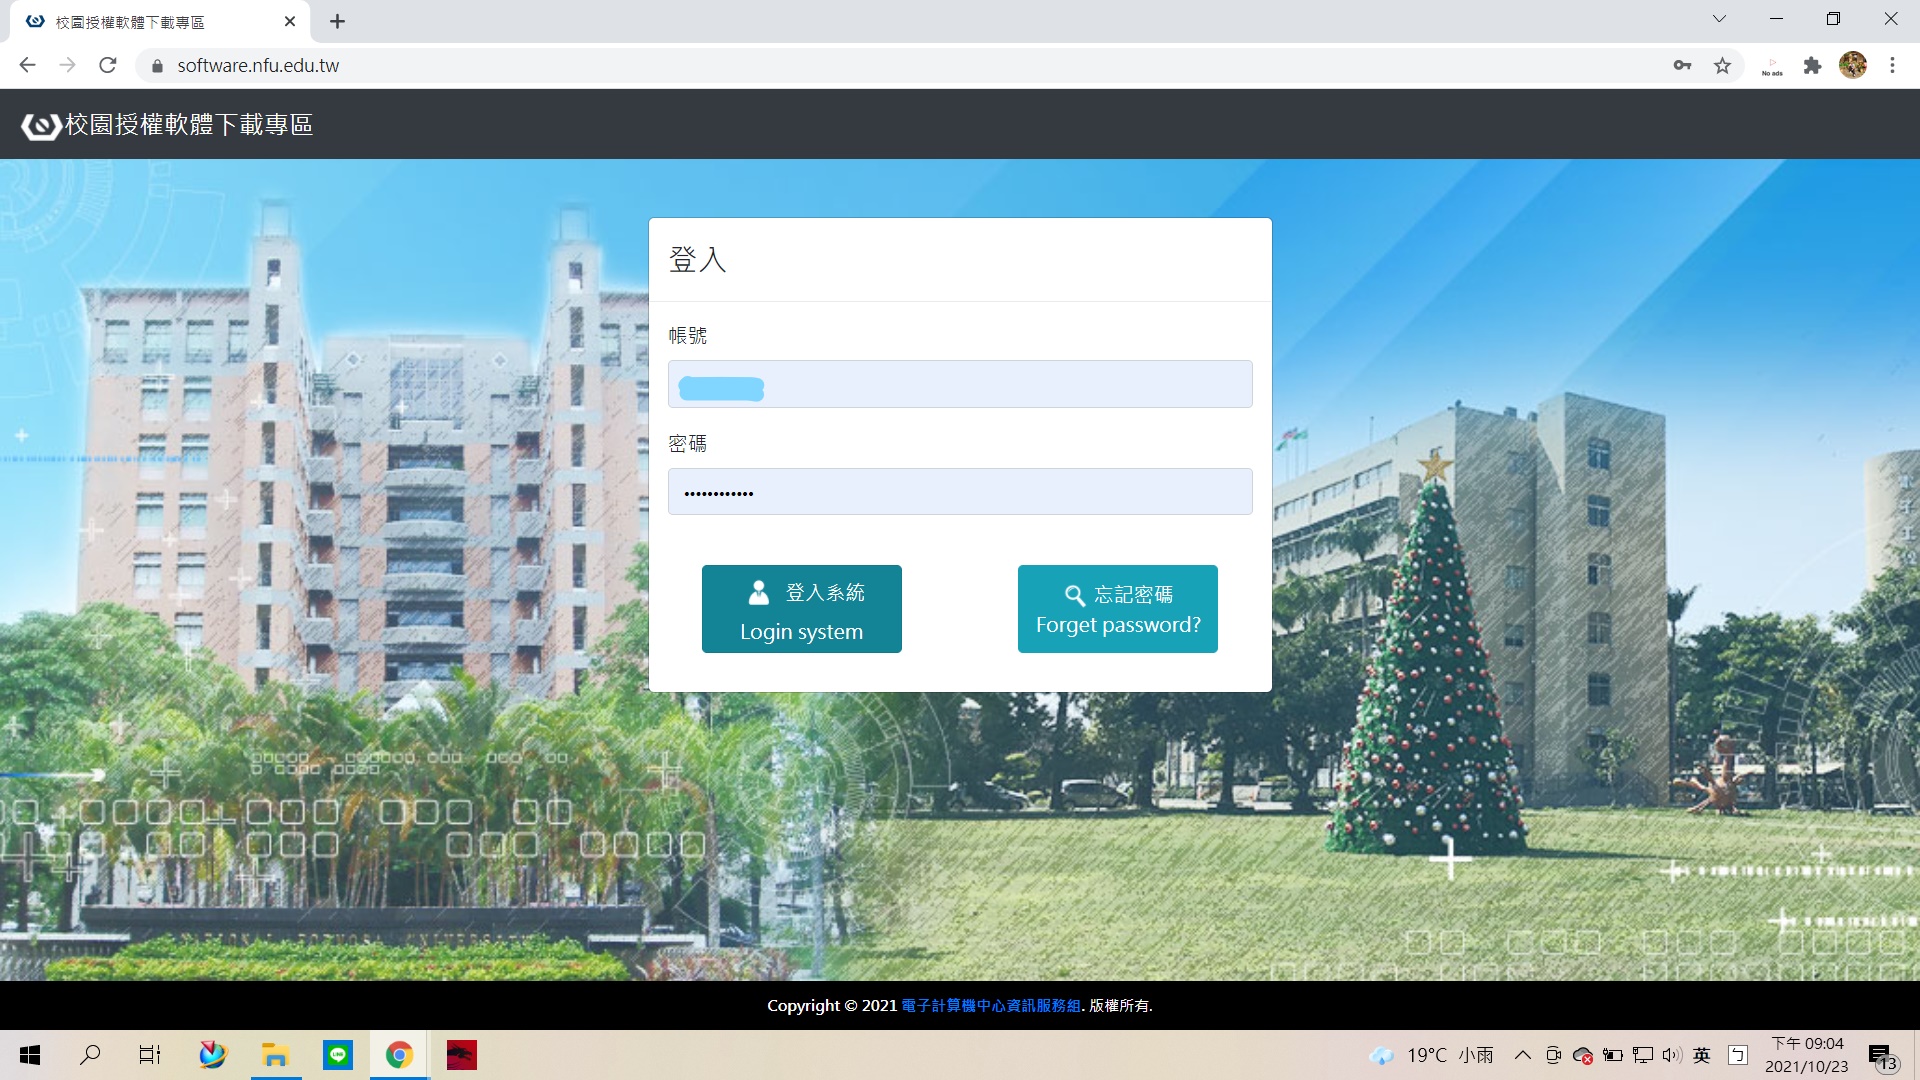 校園授權軟體下載專區
software.nfu.edu.tw
No ads
校園授權軟體下載專區
登入
帳號
密碼
登入系統
Login system
忘記密碼
Forget password?
Copyright © 2021 電子計算機中心資訊服務組. 版權所有.
LINE
19°C 小雨
英
下午 09:04
2021/10/23
13